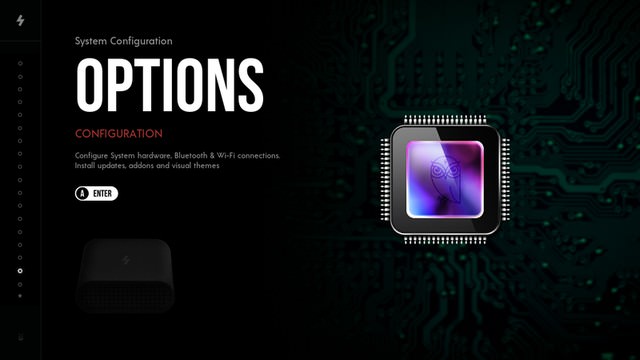 System Configuration
OPTIONS
CONFIGURATION
Configure System hardware, Bluetooth & Wi-Fi connections.
Install updates, addons and visual themes
A ENTER